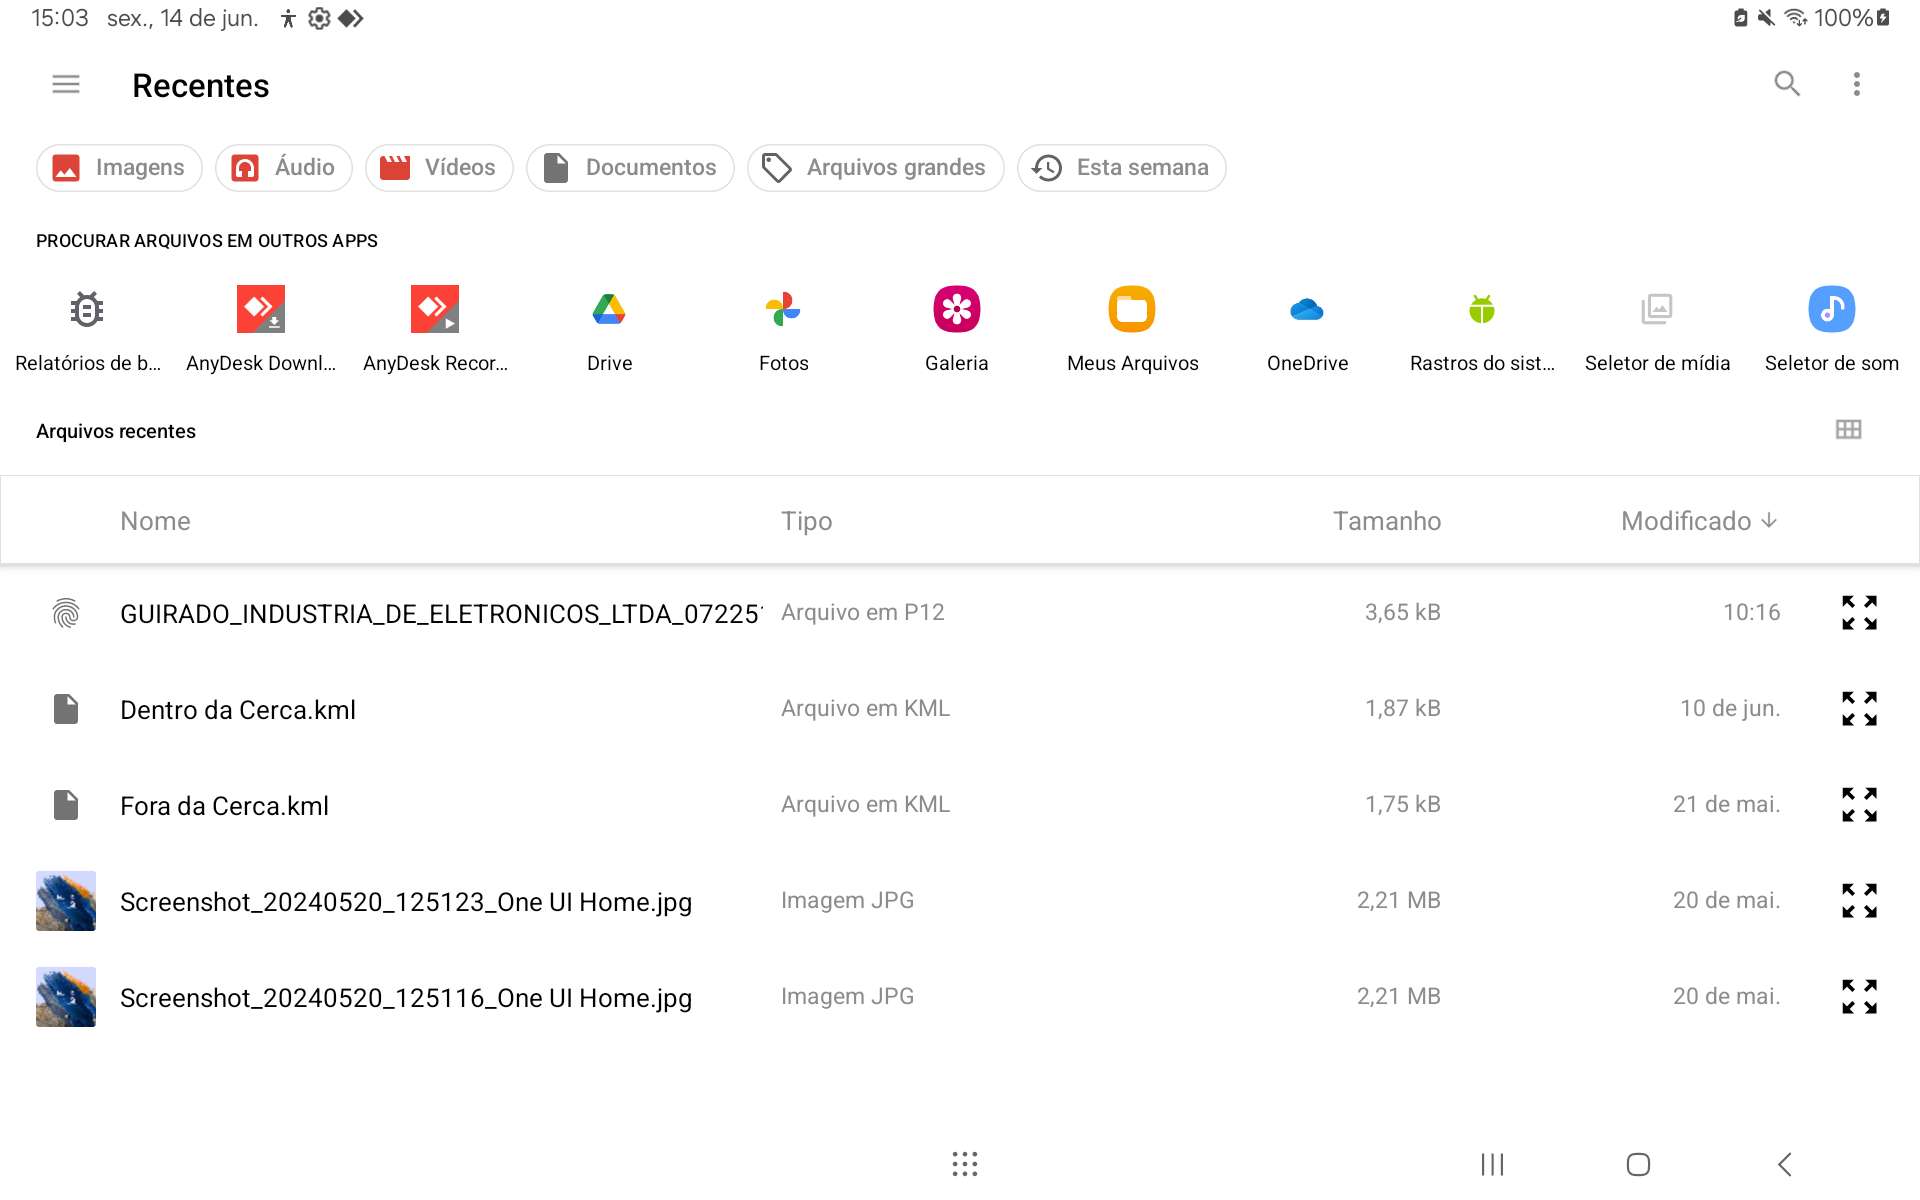 15:03 sex., 14 de jun. 100%
Recentes
Imagens Áudio Vídeos Documentos Arquivos grandes Esta semana
PROCURAR ARQUIVOS EM OUTROS APPS
Relatórios de b... AnyDesk Downl... AnyDesk Recor... Drive Fotos Galeria Meus Arquivos OneDrive Rastros do sist... Seletor de mídia Seletor de som
Arquivos recentes
Nome Tipo Tamanho Modificado
GUIRADO_INDUSTRIA_DE_ELETRONICOS_LTDA_07225 Arquivo em P12 3,65 kB 10:16
Dentro da Cerca.kml Arquivo em KML 1,87 kB 10 de jun.
Fora da Cerca.kml Arquivo em KML 1,75 kB 21 de mai.
Screenshot_20240520_125123_One UI Home.jpg Imagem JPG 2,21 MB 20 de mai.
Screenshot_20240520_125116_One UI Home.jpg Imagem JPG 2,21 MB 20 de mai.